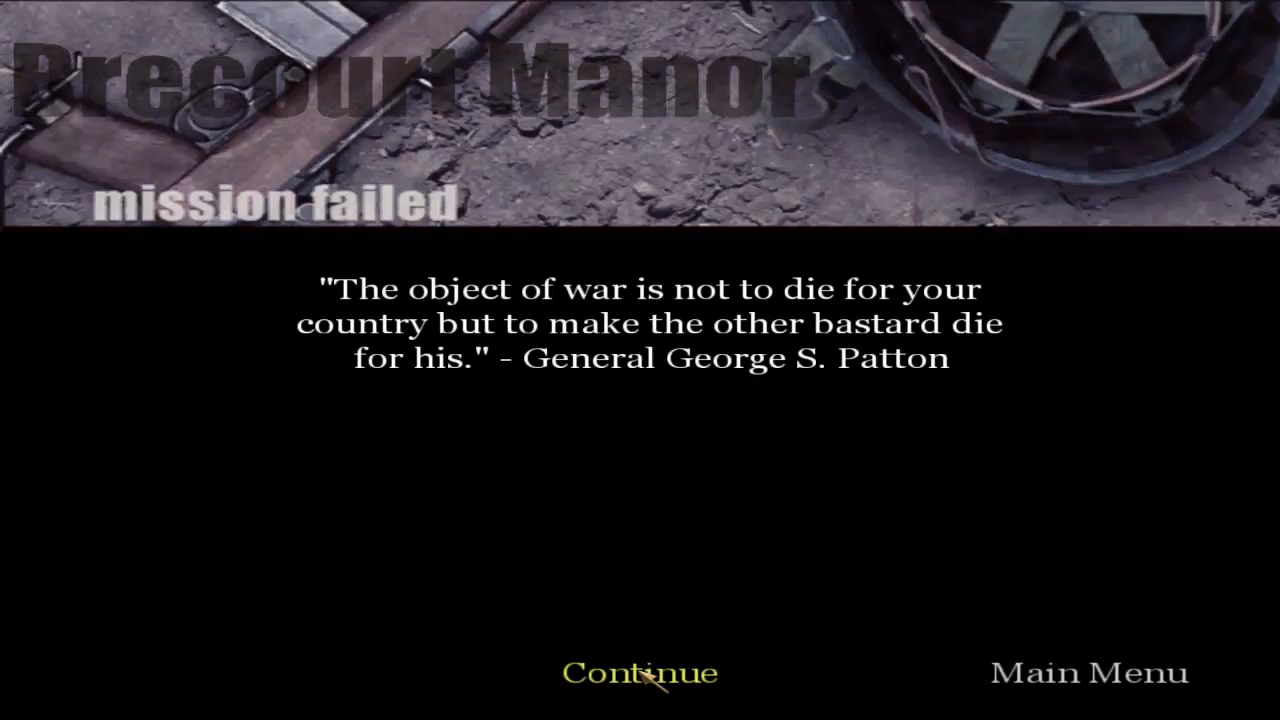 Brecourt Manor
mission failed
"The object of war is not to die for your
country but to make the other bastard die
for his." - General George S. Patton
Continue
Main Menu